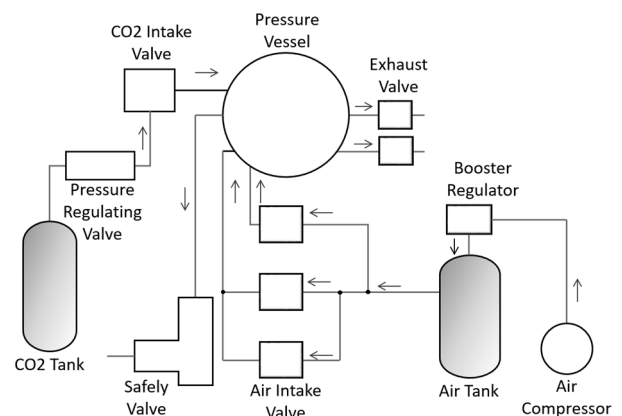 Pressure
Vessel
CO2 Intake
Valve
Exhaust
Valve
Booster
Regulator
Pressure
Regulating
Valve
CO2 Tank
Safely
Valve
Air Intake
Valve
Air Tank
Air
Compressor